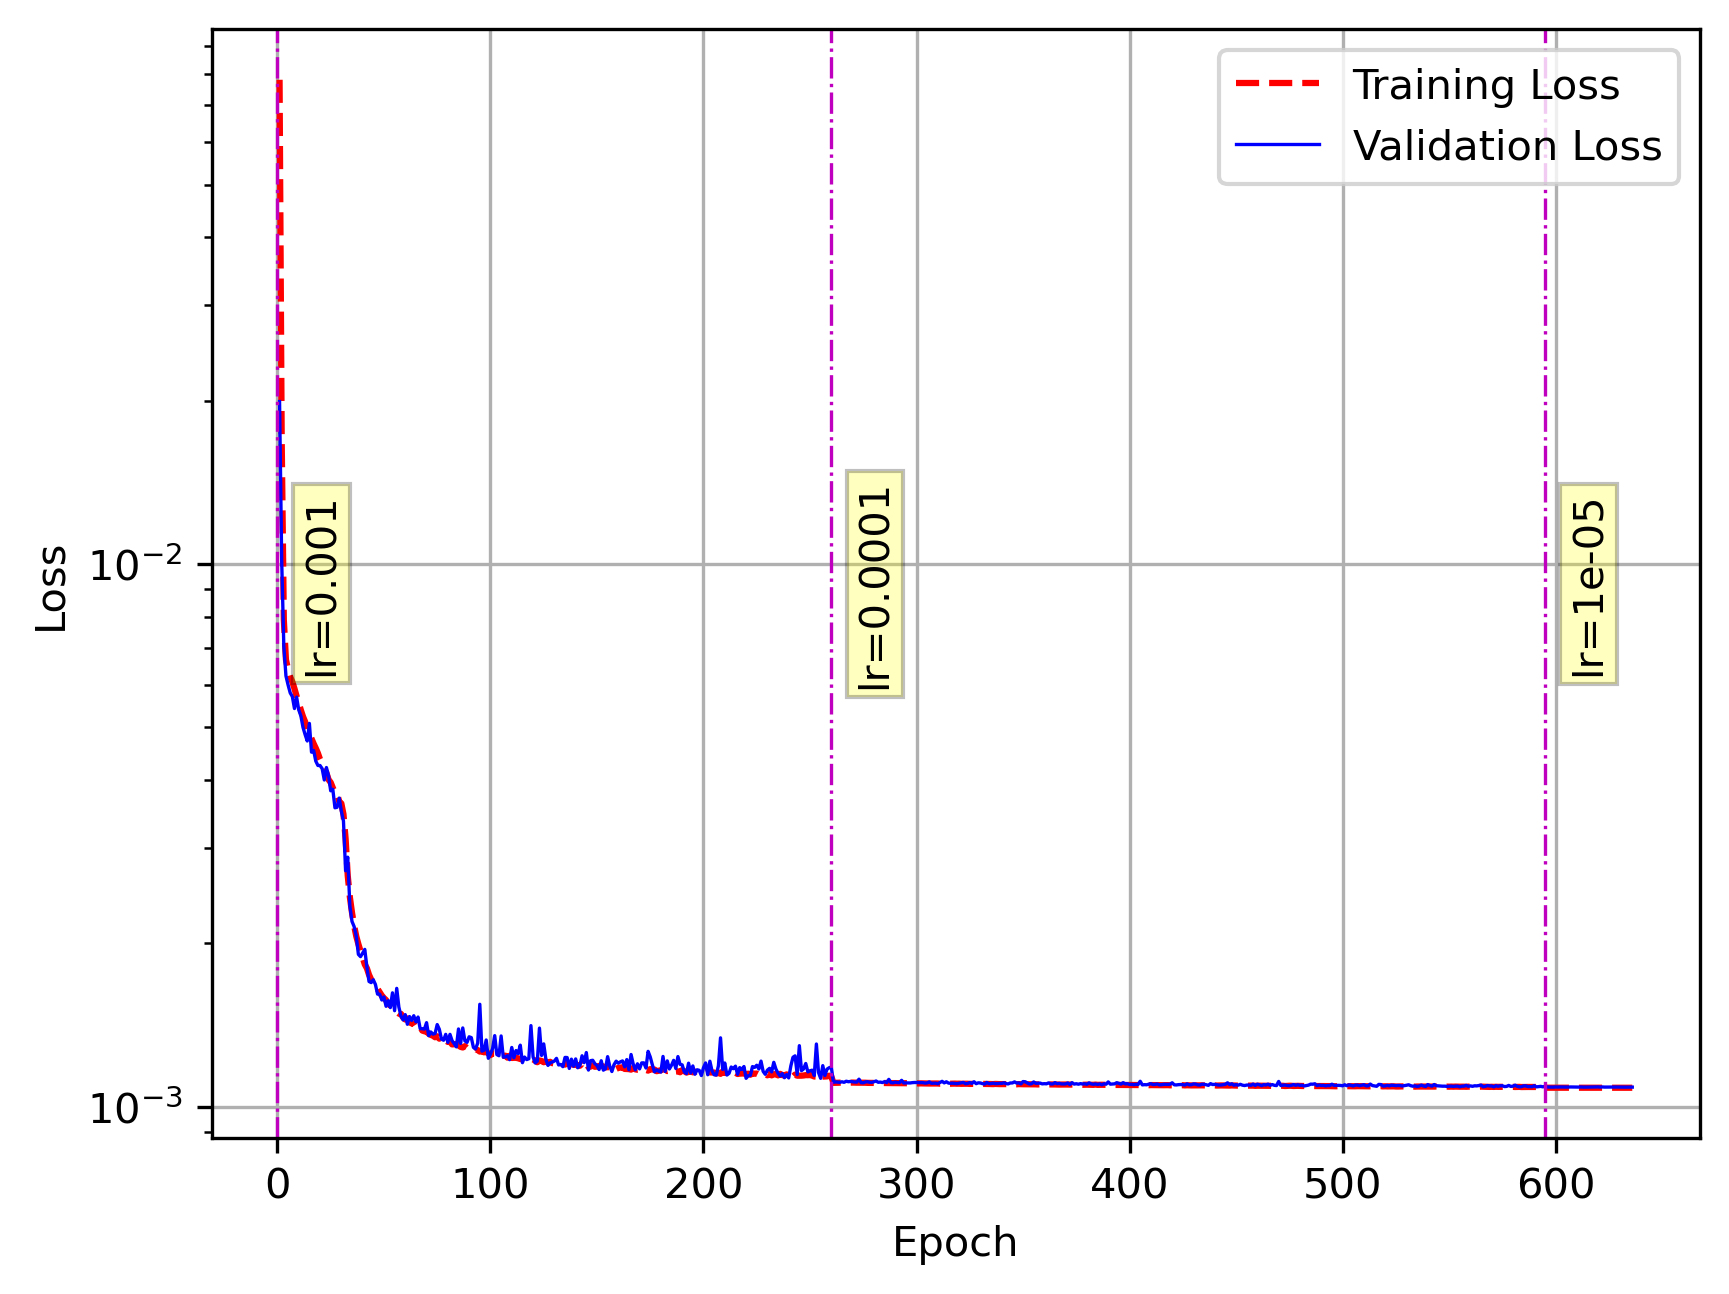 Training Loss
Validation Loss
lr=0.001
lr=0.0001
lr=1e-05
Loss
10⁻²
10⁻³
0 100 200 300 400 500 600
Epoch